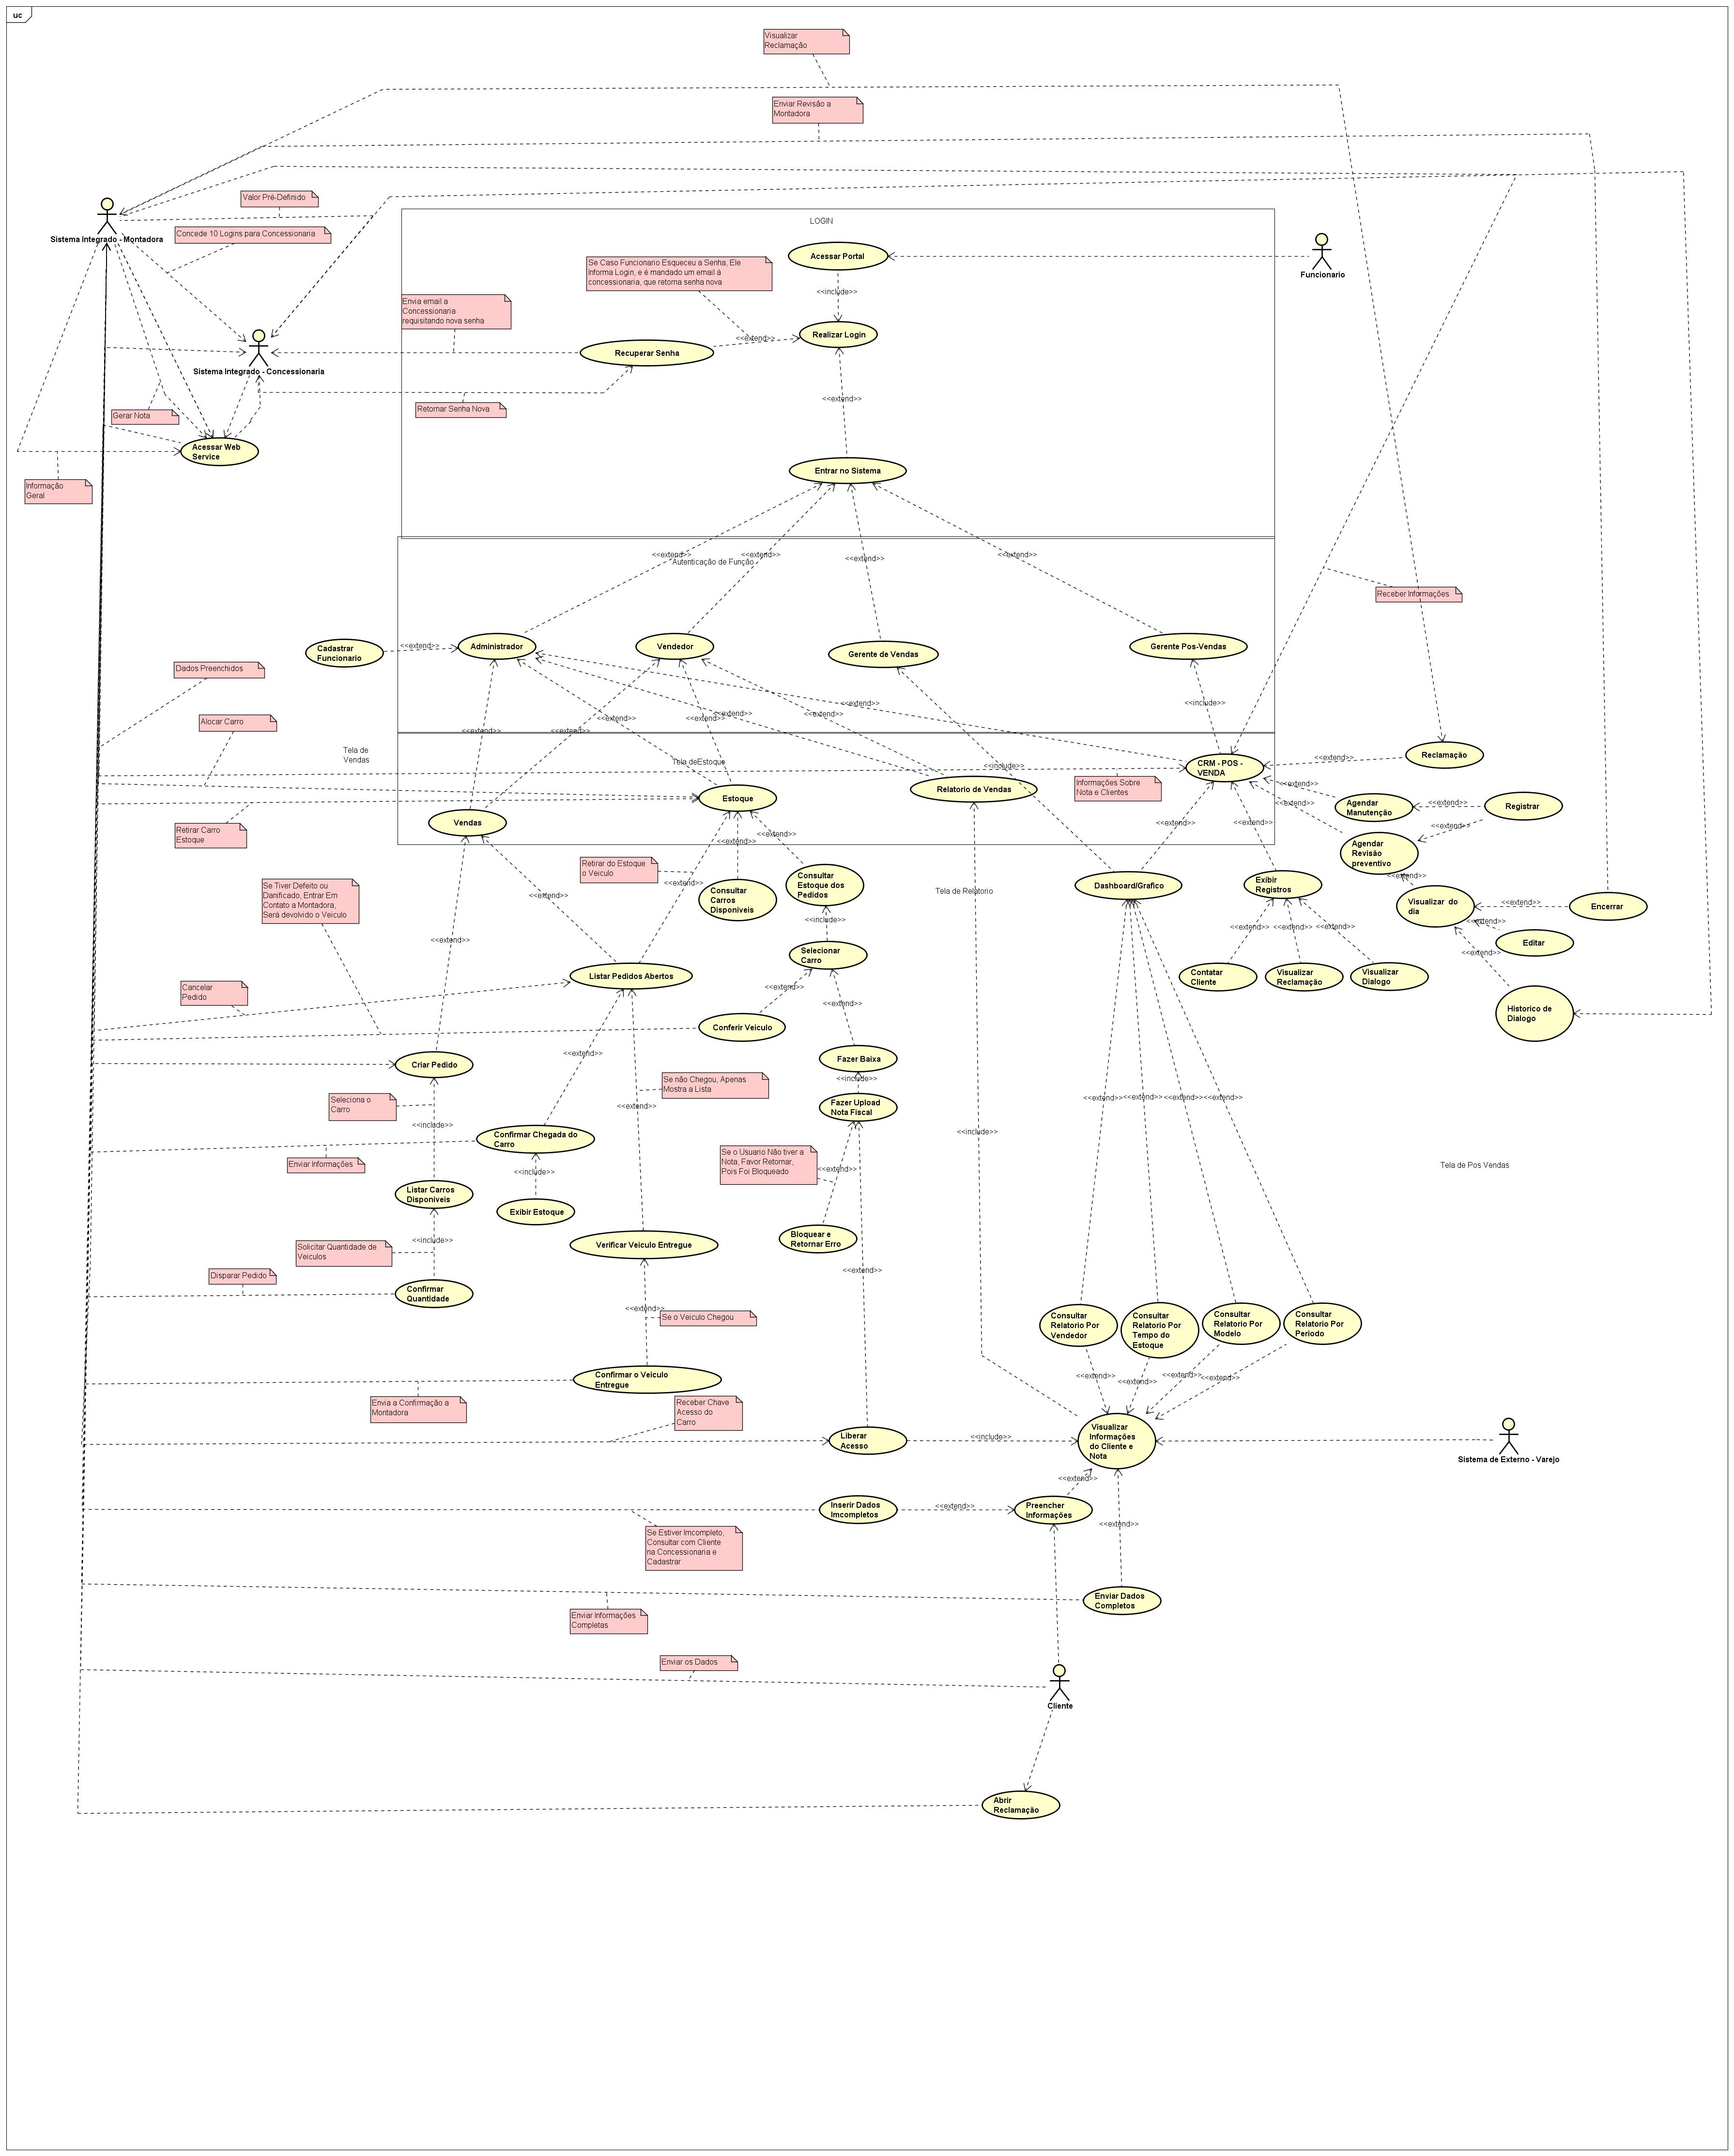 uc
Visualizar
Reclamação
Enviar Revisão a
Montadora
Valor Pré-Definido
Sistema Integrado - Montadora
Concede 10 Logins para Concessionaria
LOGIN
Acessar Portal
Funcionario
Se Caso Funcionario Esqueceu a Senha, Ele
Informa Login, e é mandado um email à
concessionaria, que retorna senha nova
<<include>>
Envia email a
Concessionaria
requisitando nova senha
Realizar Login
<<extend>>
Recuperar Senha
Sistema Integrado - Concessionaria
<<extend>>
Retornar Senha Nova
Gerar Nota
Acessar Web
Service
Entrar no Sistema
Informação
Geral
<<extend>>
<<extend>>
<<extend>>
<<extend>>
Autenticação de Função
Receber Informações
Cadastrar
Funcionario
<<extend>>
Administrador
Vendedor
Gerente de Vendas
Gerente Pos-Vendas
Dados Preenchidos
<<extend>>
<<include>>
Alocar Carro
<<extend>>
<<extend>>
<<extend>>
<<extend>>
<<extend>>
<<extend>>
Tela de
Vendas
Tela deEstoque
<<include>>
CRM - POS -
VENDA
<<extend>>
Reclamação
Informações Sobre
Nota e Clientes
Relatorio de Vendas
Estoque
<<extend>>
Agendar
Manutenção
<<extend>>
Registrar
<<extend>>
Vendas
<<extend>>
<<extend>>
<<extend>>
Retirar Carro
Estoque
<<extend>>
<<extend>>
Agendar
Revisão
preventivo
Retirar do Estoque
o Veiculo
<<extend>>
Consultar
Carros
Disponiveis
Consultar
Estoque dos
Pedidos
Tela de Relatorio
Dashboard/Grafico
Exibir
Registros
<<extend>>
Visualizar do
dia
<<extend>>
Encerrar
Se Tiver Defeito ou
Danificado, Entrar Em
Contato a Montadora,
Será devolvido o Veiculo
<<extend>>
<<include>>
<<extend>>
<<extend>>
<<extend>>
<<extend>>
<<extend>>
Editar
<<extend>>
Selecionar
Carro
<<extend>>
Listar Pedidos Abertos
Contatar
Cliente
Visualizar
Reclamação
Visualizar
Dialogo
Cancelar
Pedido
<<extend>>
<<extend>>
Historico de
Dialogo
Conferir Veiculo
Criar Pedido
<<extend>>
Fazer Baixa
Se não Chegou, Apenas
Mostra a Lista
<<include>>
Seleciona o
Carro
<<extend>>
Fazer Upload
Nota Fiscal
<<extend>>
<<extend>>
<<extend>>
<<extend>>
<<include>>
Confirmar Chegada do
Carro
<<include>>
Enviar Informações
Se o Usuario Não tiver a
Nota, Favor Retornar,
Pois Foi Bloqueado
<<extend>>
Tela de Pos Vendas
<<include>>
Listar Carros
Disponiveis
Exibir Estoque
Verificar Veiculo Entregue
Bloquear e
Retornar Erro
<<include>>
Solicitar Quantidade de
Veiculos
Disparar Pedido
<<extend>>
Confirmar
Quantidade
<<extend>>
Se o Veiculo Chegou
Consultar
Relatorio Por
Vendedor
Consultar
Relatorio Por
Tempo do
Estoque
Consultar
Relatorio Por
Modelo
Consultar
Relatorio Por
Periodo
Confirmar o Veiculo
Entregue
<<extend>>
<<extend>>
<<extend>>
<<extend>>
Envia a Confirmação a
Montadora
Receber Chave
Acesso do
Carro
Liberar
Acesso
<<include>>
Visualizar
Informações
do Cliente e
Nota
Sistema de Externo - Varejo
<<extend>>
Inserir Dados
Imcompletos
<<extend>>
Preencher
Informações
<<extend>>
Se Estiver Imcompleto,
Consultar com Cliente
na Concessionaria e
Cadastrar
Enviar Dados
Completos
Enviar Informações
Completas
Enviar os Dados
Cliente
Abrir
Reclamação